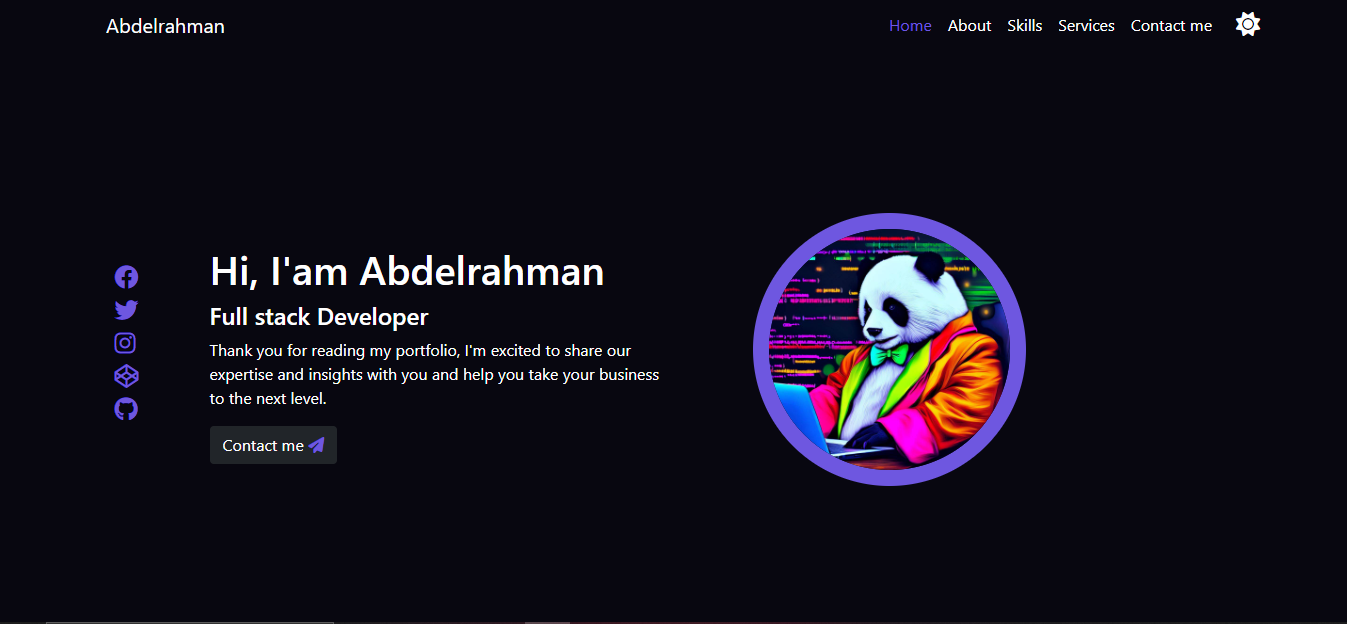 Abdelrahman
Home About Skills Services Contact me
Hi, I'am Abdelrahman
Full stack Developer
Thank you for reading my portfolio, I'm excited to share our
expertise and insights with you and help you take your business
to the next level.
Contact me